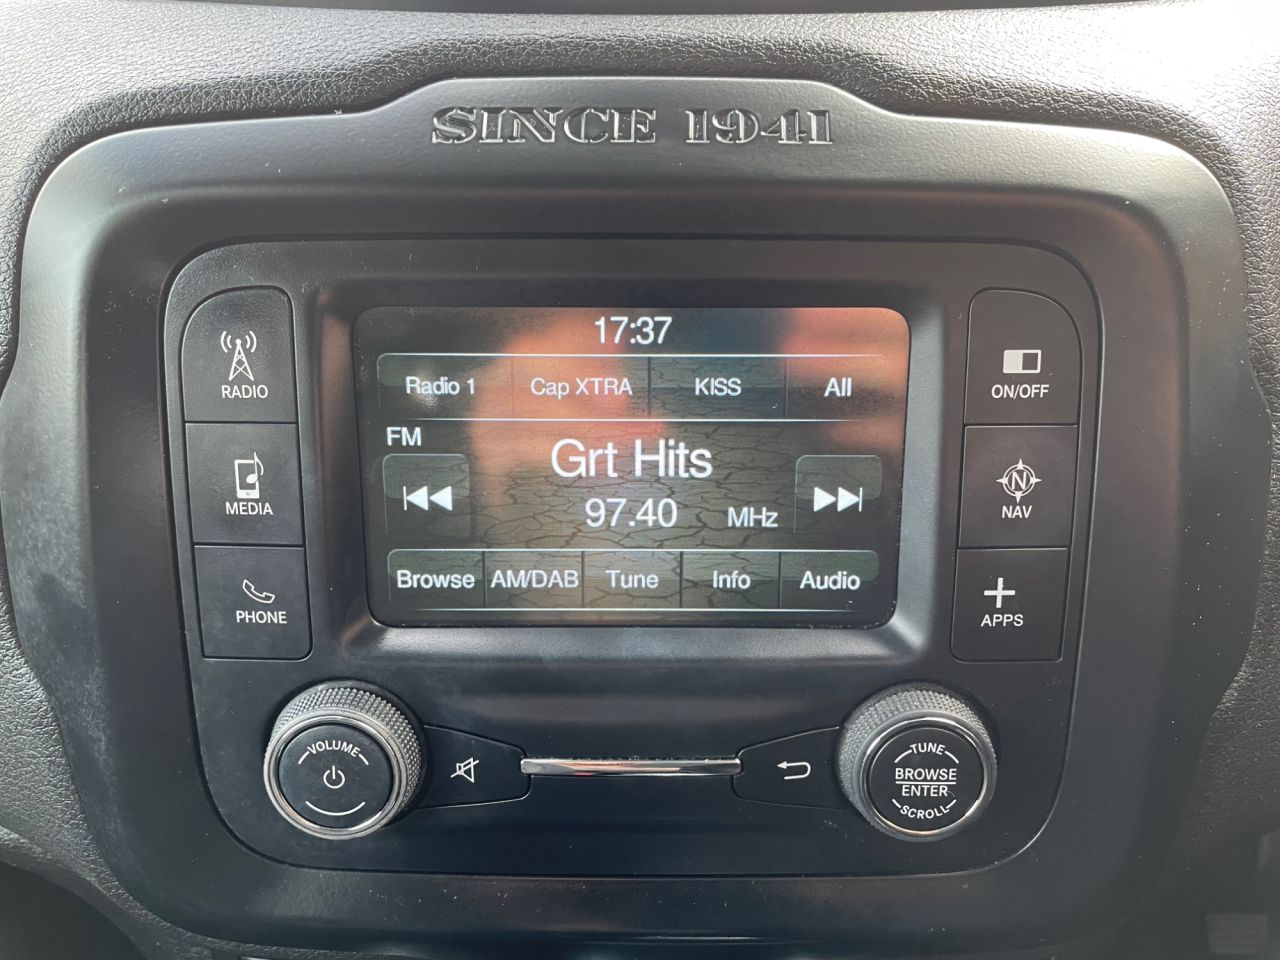 SINCE 1941
17:37
Radio 1 Cap XTRA KISS All
FM
Grt Hits
97.40 MHz
Browse AM/DAB Tune Info Audio
RADIO
MEDIA
PHONE
ON/OFF
N
NAV
APPS
VOLUME
TUNE
BROWSE
ENTER
SCROLL